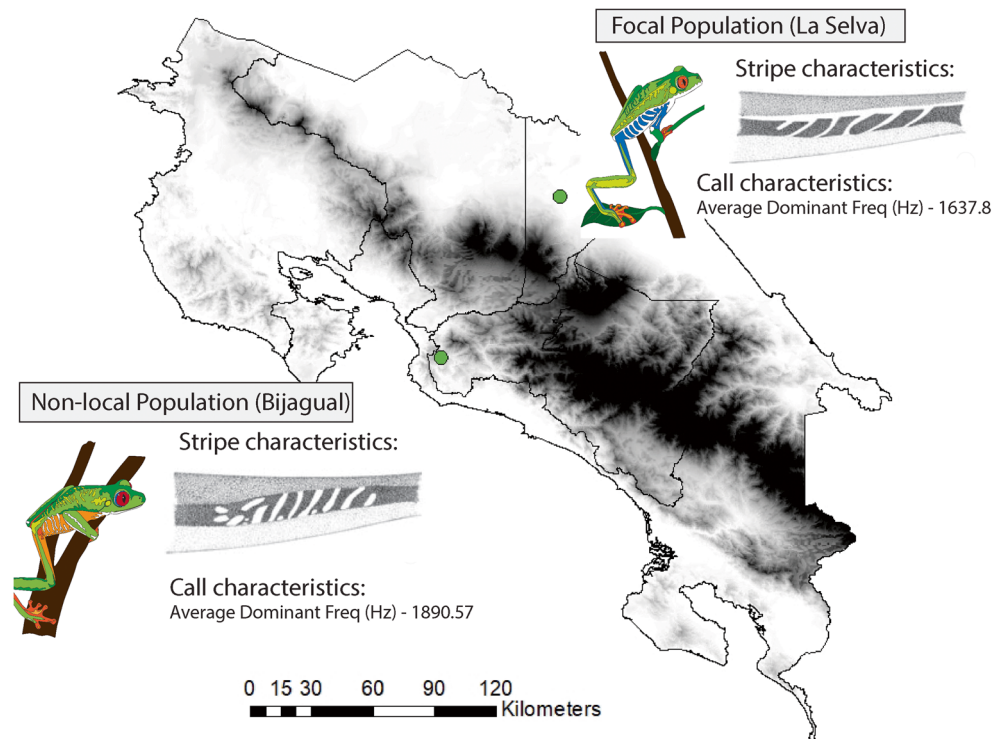 Focal Population (La Selva)
Stripe characteristics:
Call characteristics:
Average Dominant Freq (Hz) - 1637.8
Non-local Population (Bijagual)
Stripe characteristics:
Call characteristics:
Average Dominant Freq (Hz) - 1890.57
0 15 30 60 90 120
Kilometers